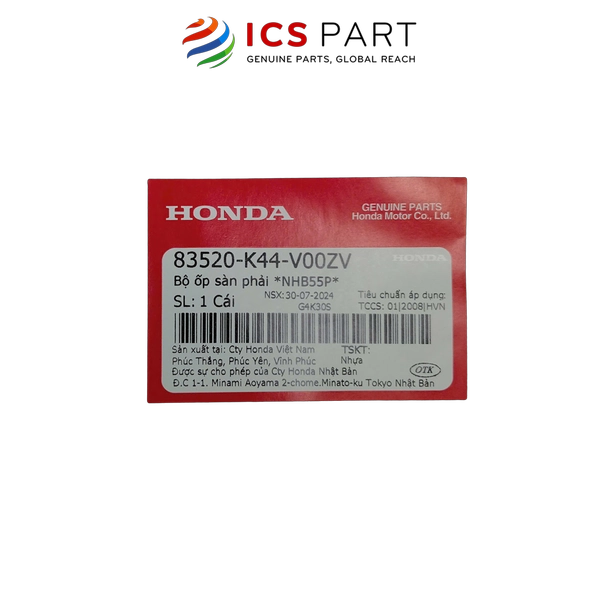 ICS PART
GENUINE PARTS, GLOBAL REACH
HONDA
GENUINE PARTS
Honda Motor Co., Ltd.
83520-K44-V00ZV
HONDA
Bộ ốp sàn phải *NHB55P*
SL: 1 Cái
NSX:30-07-2024
G4K30S
Tiêu chuẩn áp dụng:
TCCS: 01|2008|HVN
Sản xuất tại: Cty Honda Việt Nam
Phúc Thắng, Phúc Yên, Vĩnh Phúc
TSKT:
Nhựa
Được sự cho phép của Cty Honda Nhật Bản
Đ.C 1-1. Minami Aoyama 2-chome.Minato-ku Tokyo Nhật Bản
OTK